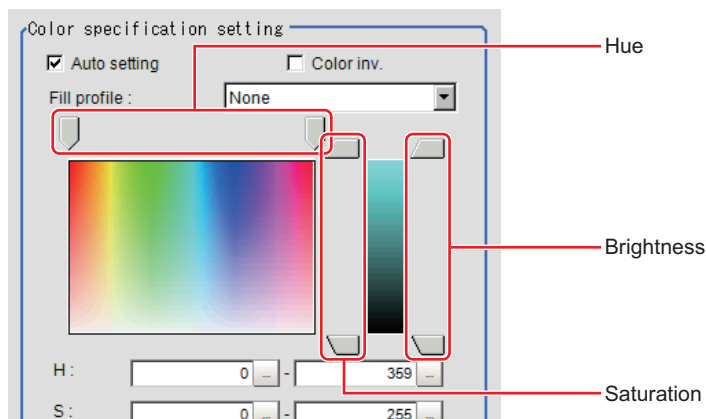 Color specification setting
Hue
Auto setting
Color inv.
Fill profile :
None
Brightness
H :
0 ... - 359 ...
Saturation
S :
0 ... - 255 ...